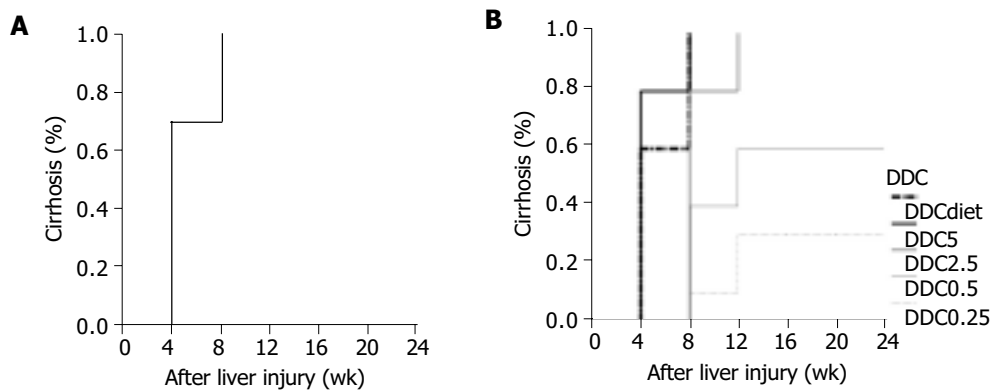 A
1.0
0.8
0.6
0.4
0.2
0.0
Cirrhosis (%)
0 4 8 12 16 20 24
After liver injury (wk)
B
1.0
0.8
0.6
0.4
0.2
0.0
Cirrhosis (%)
0 4 8 12 16 20 24
After liver injury (wk)
DDC
DDCdiet
DDC5
DDC2.5
DDC0.5
DDC0.25